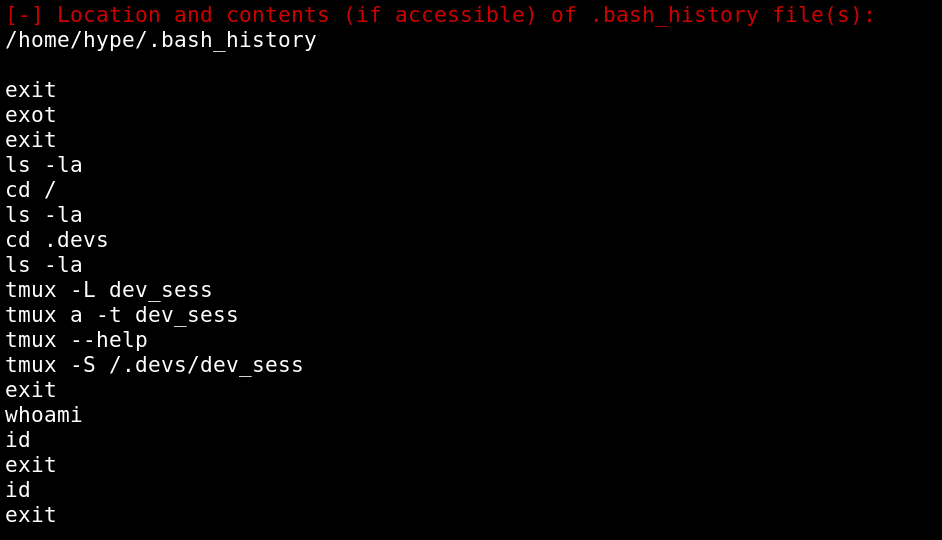 [-] Location and contents (if accessible) of .bash_history file(s):
/home/hype/.bash_history
exit
exot
exit
ls -la
cd /
ls -la
cd .devs
ls -la
tmux -L dev_sess
tmux a -t dev_sess
tmux --help
tmux -S /.devs/dev_sess
exit
whoami
id
exit
id
exit